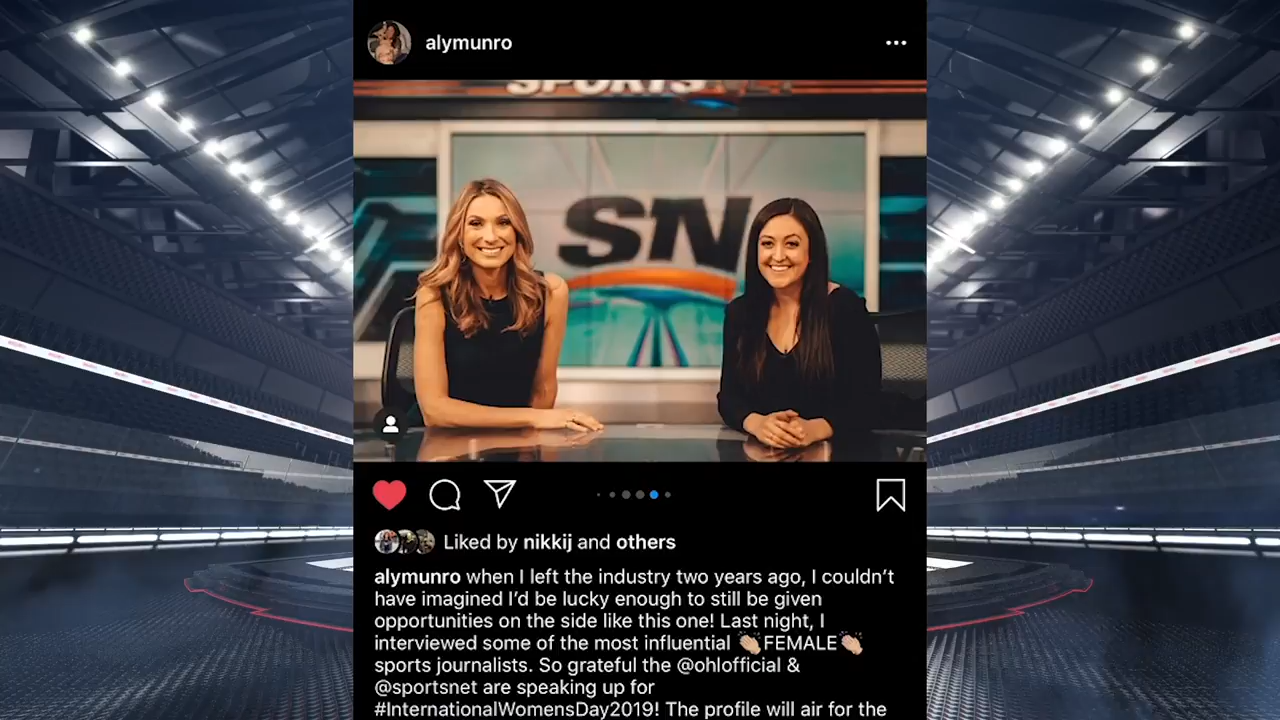 alymunro
SPORTSNET
SN
Liked by nikkij and others
alymunro when I left the industry two years ago, I couldn’t
have imagined I’d be lucky enough to still be given
opportunities on the side like this one! Last night, I
interviewed some of the most influential 👏🏻FEMALE👏🏻
sports journalists. So grateful the @ohlofficial &
@sportsnet are speaking up for
#InternationalWomensDay2019! The profile will air for the